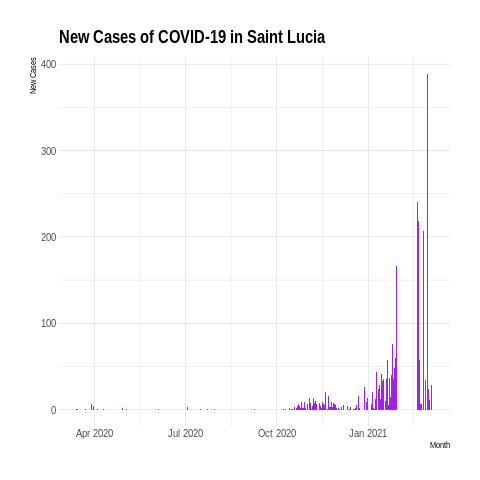 New Cases of COVID-19 in Saint Lucia
New Cases
400
300
200
100
0
Apr 2020 Jul 2020 Oct 2020 Jan 2021
Month